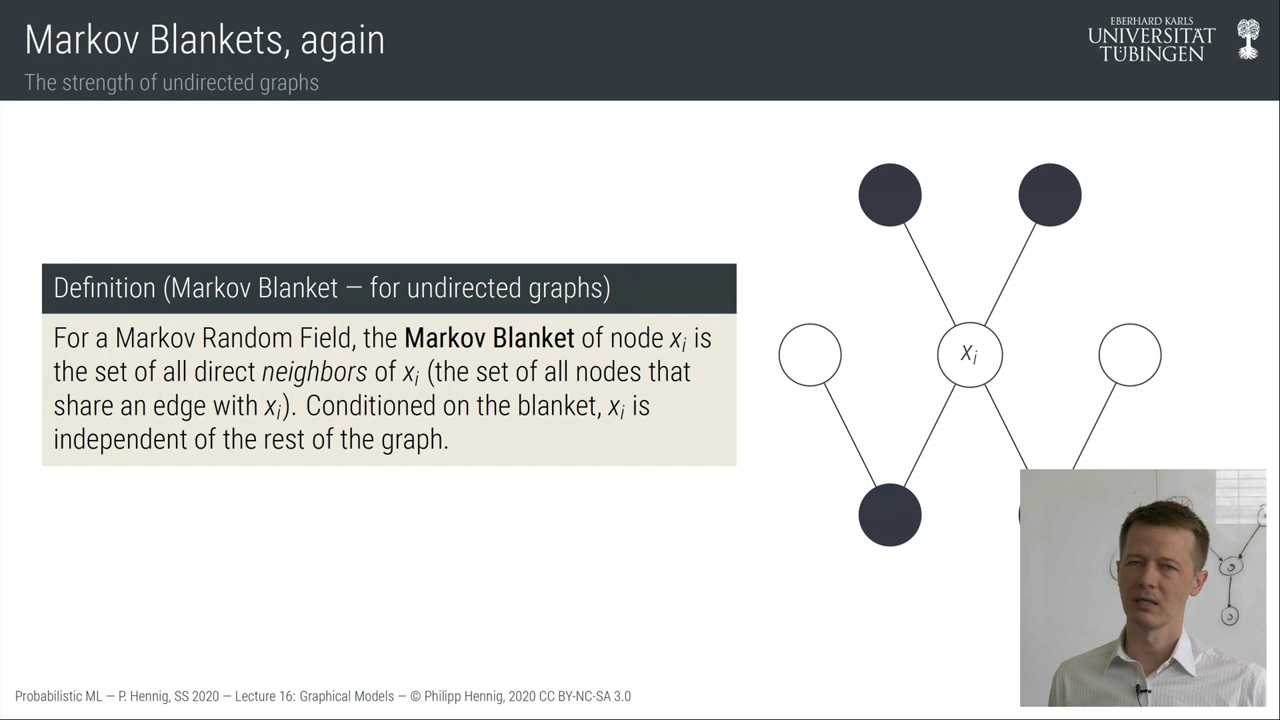 Markov Blankets, again
The strength of undirected graphs
EBERHARD KARLS
UNIVERSITÄT
TÜBINGEN
Definition (Markov Blanket — for undirected graphs)
For a Markov Random Field, the Markov Blanket of node xᵢ is
the set of all direct neighbors of xᵢ (the set of all nodes that
share an edge with xᵢ). Conditioned on the blanket, xᵢ is
independent of the rest of the graph.
xᵢ
Probabilistic ML — P. Hennig, SS 2020 — Lecture 16: Graphical Models — © Philipp Hennig, 2020 CC BY-NC-SA 3.0